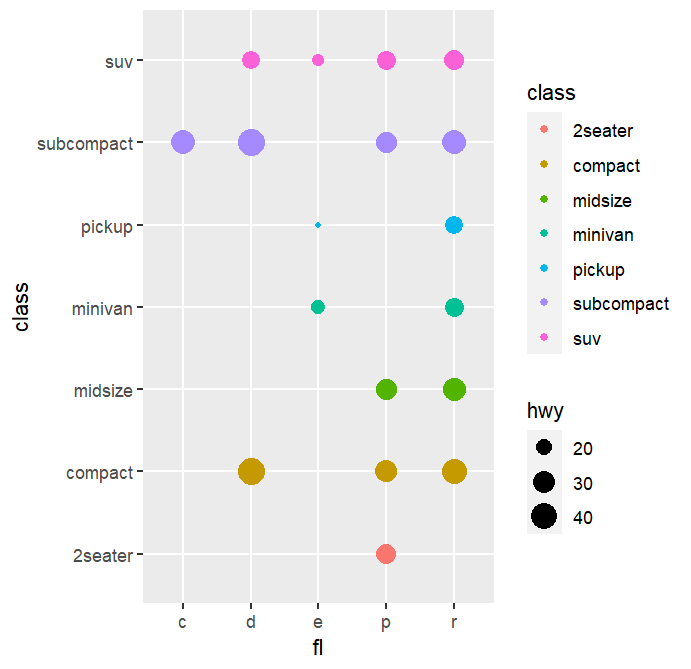 suv
subcompact
pickup
minivan
midsize
compact
2seater
class
c d e p r
fl
class
2seater
compact
midsize
minivan
pickup
subcompact
suv
hwy
20
30
40